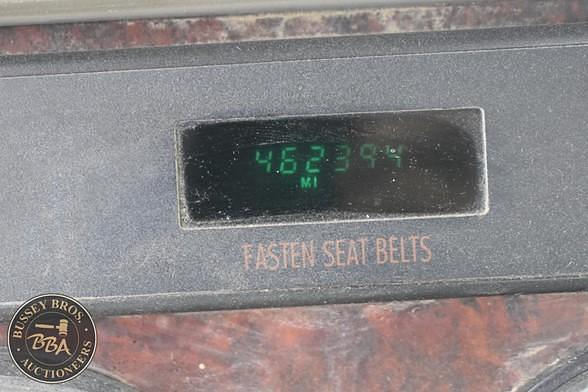 462394
MI
FASTEN SEAT BELTS
BUSSEY BROS.
BBA
AUCTIONEERS